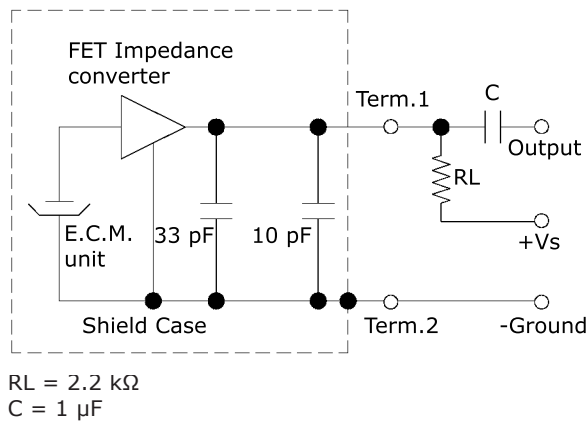 FET Impedance
converter
Term.1
C
Output
RL
+Vs
E.C.M.
unit
33 pF
10 pF
Shield Case
Term.2
-Ground
RL = 2.2 kΩ
C = 1 µF